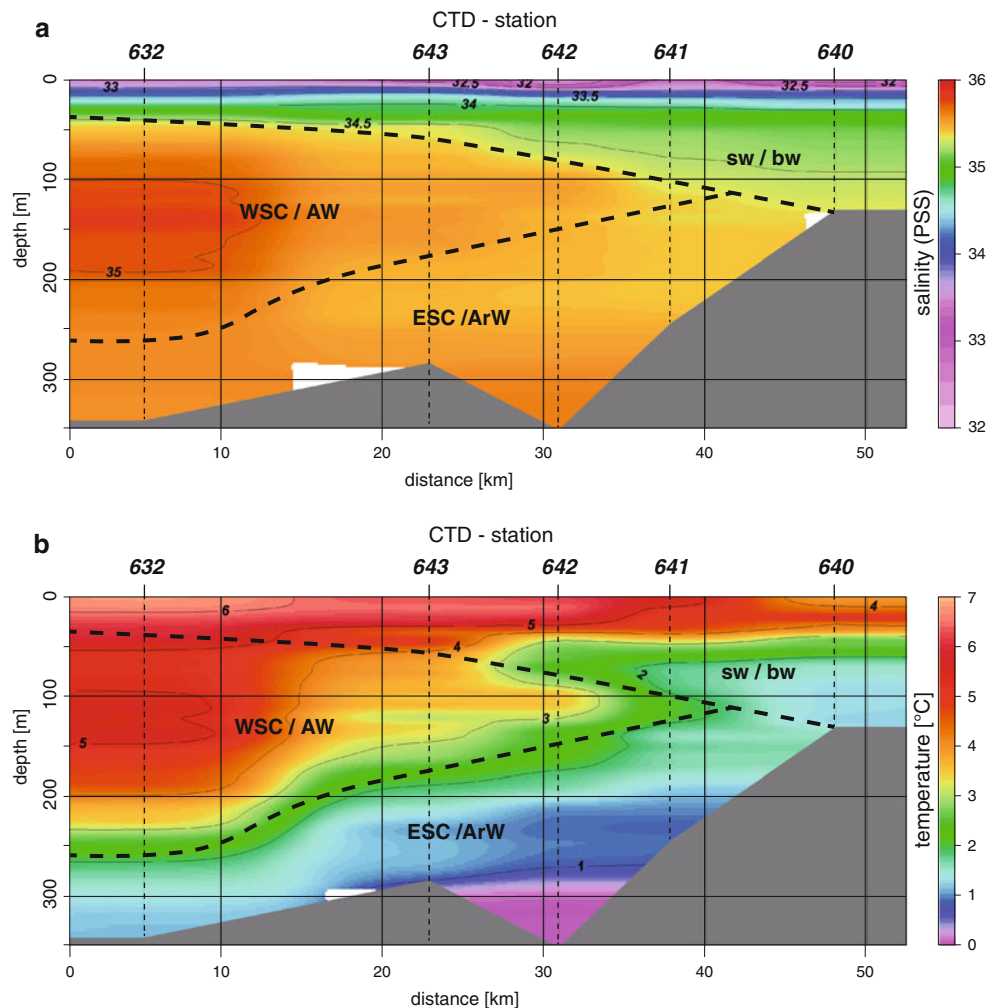 a
CTD - station
632 643 642 641 640
0
100
200
300
depth [m]
33 32.5 32 32.5 32
33.5
34
34.5
sw / bw
WSC / AW
35
ESC /ArW
0 10 20 30 40 50
distance [km]
36
35
34
33
32
salinity (PSS)
b
CTD - station
632 643 642 641 640
0
100
200
300
depth [m]
6
5
4
4
2
sw / bw
3
WSC / AW
5
ESC /ArW
1
0 10 20 30 40 50
distance [km]
7
6
5
4
3
2
1
0
temperature [°C]